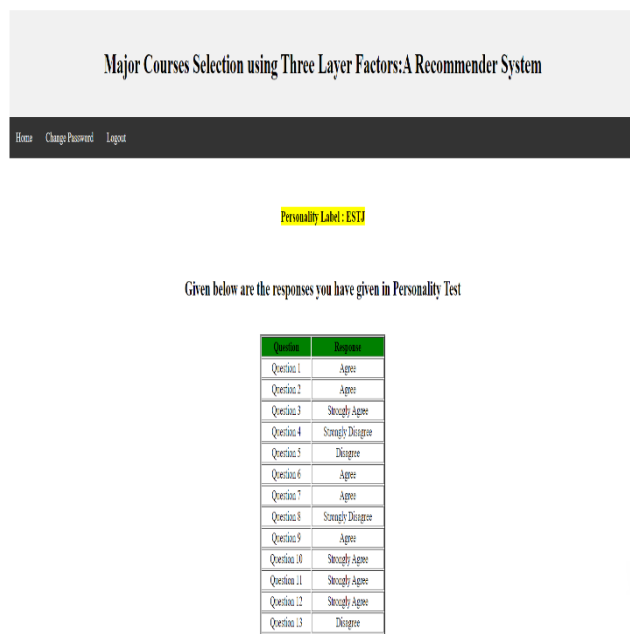 Major Courses Selection using Three Layer Factors:A Recommender System
Home Change Password Logout
Personality Label : ESTJ
Given below are the responses you have given in Personality Test
Question Response
Question 1 Agree
Question 2 Agree
Question 3 Strongly Agree
Question 4 Strongly Disagree
Question 5 Disagree
Question 6 Agree
Question 7 Agree
Question 8 Strongly Disagree
Question 9 Agree
Question 10 Strongly Agree
Question 11 Strongly Agree
Question 12 Strongly Agree
Question 13 Disagree